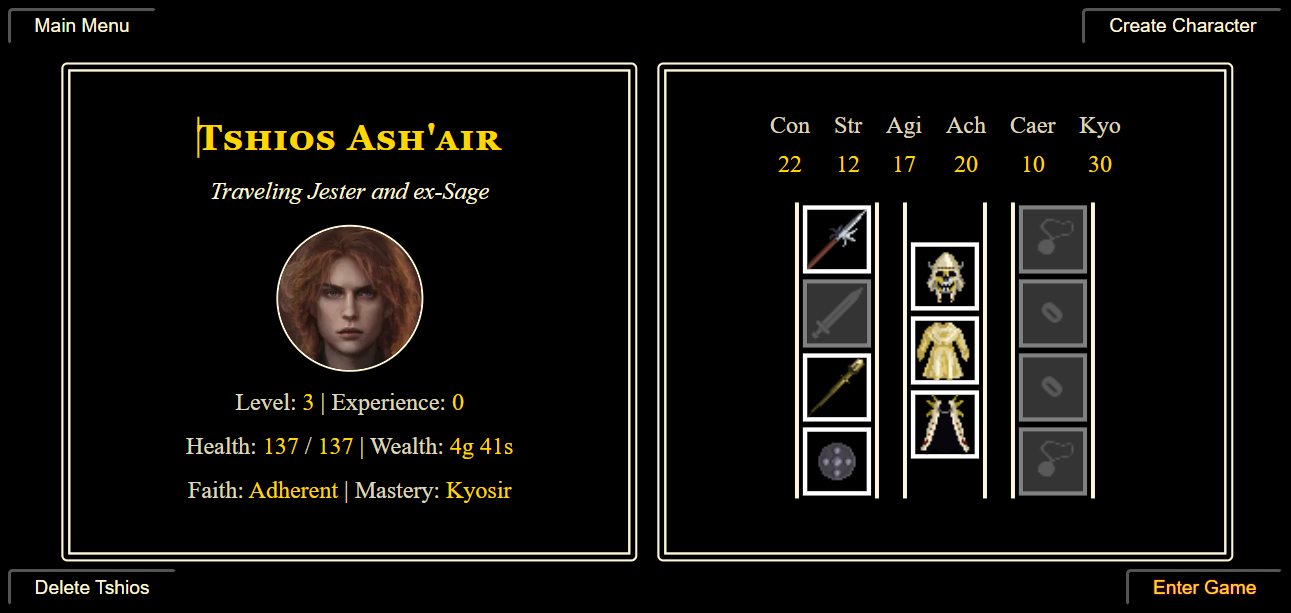 Main Menu
Create Character
Tshios Ash'air
Traveling Jester and ex-Sage
Level: 3 | Experience: 0
Health: 137 / 137 | Wealth: 4g 41s
Faith: Adherent | Mastery: Kyosir
Con Str Agi Ach Caer Kyo
22 12 17 20 10 30
Delete Tshios
Enter Game